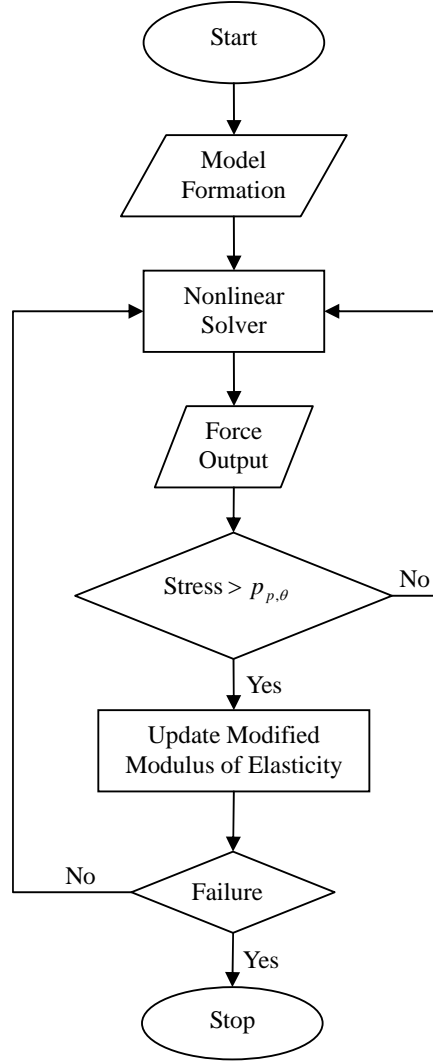 Start
Model
Formation
Nonlinear
Solver
Force
Output
Stress > p p,θ
No
Yes
Update Modified
Modulus of Elasticity
No
Failure
Yes
Stop